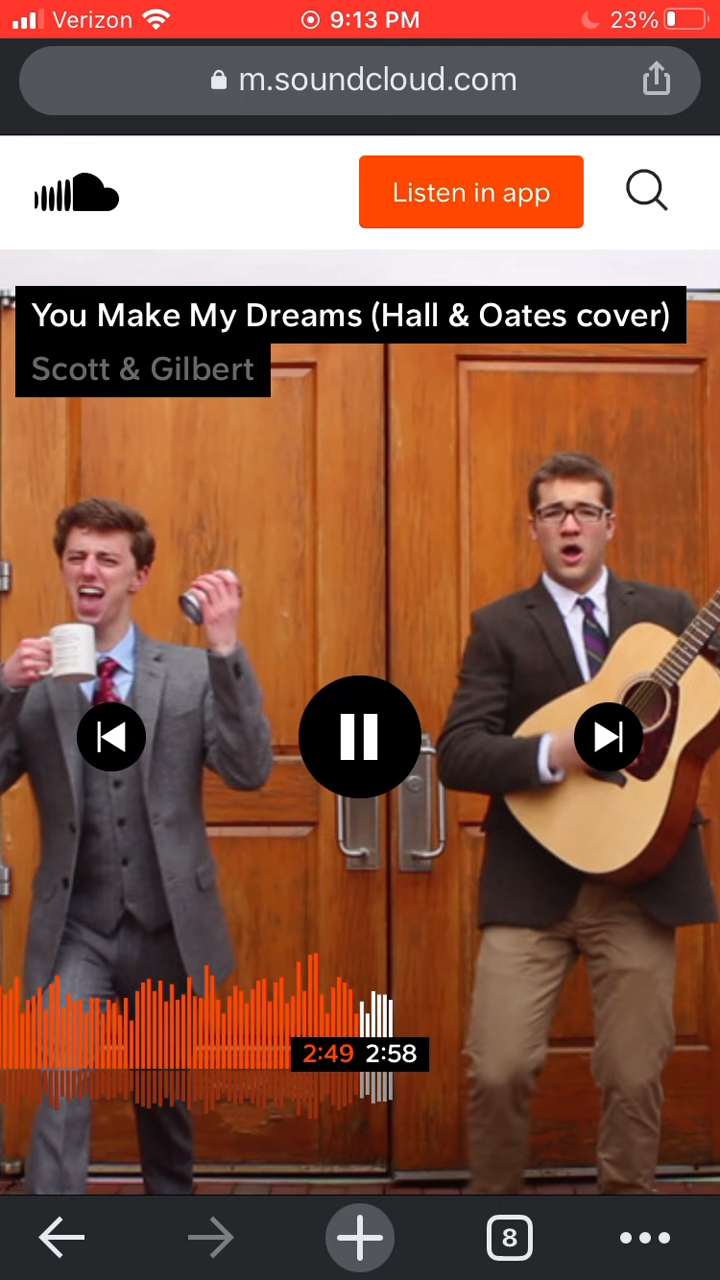 Verizon 9:13 PM 23%
m.soundcloud.com
Listen in app
You Make My Dreams (Hall & Oates cover)
Scott & Gilbert
2:49 2:58
8